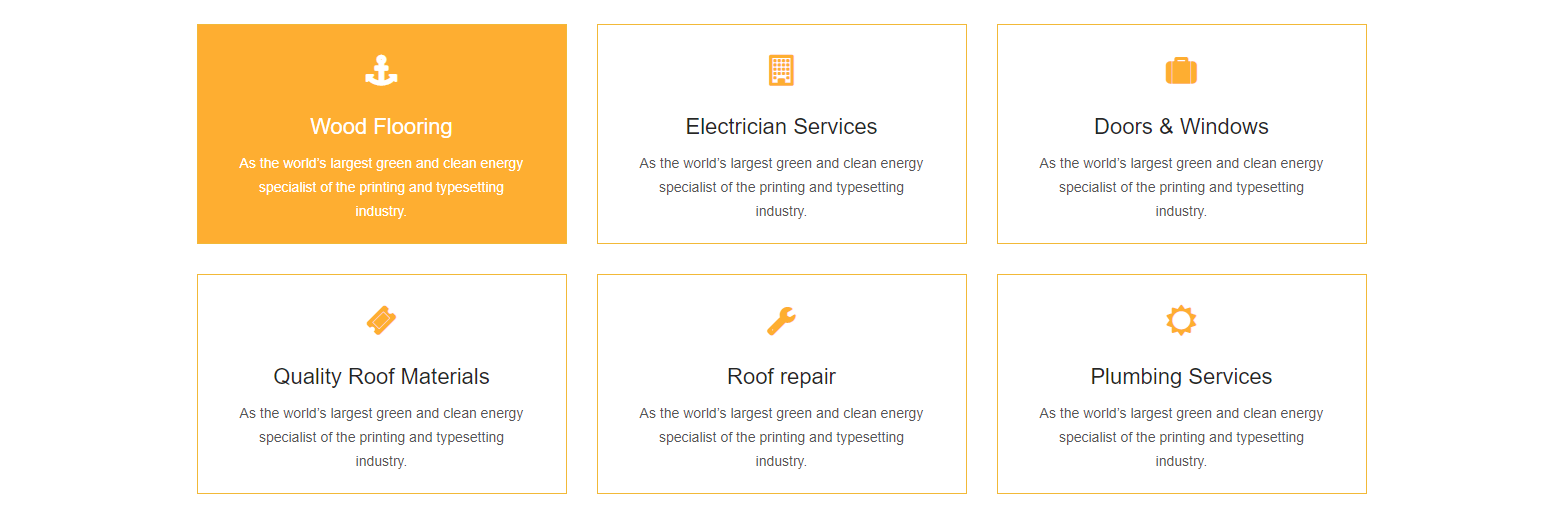 Wood Flooring
As the world’s largest green and clean energy
specialist of the printing and typesetting
industry.
Electrician Services
As the world’s largest green and clean energy
specialist of the printing and typesetting
industry.
Doors & Windows
As the world’s largest green and clean energy
specialist of the printing and typesetting
industry.
Quality Roof Materials
As the world’s largest green and clean energy
specialist of the printing and typesetting
industry.
Roof repair
As the world’s largest green and clean energy
specialist of the printing and typesetting
industry.
Plumbing Services
As the world’s largest green and clean energy
specialist of the printing and typesetting
industry.